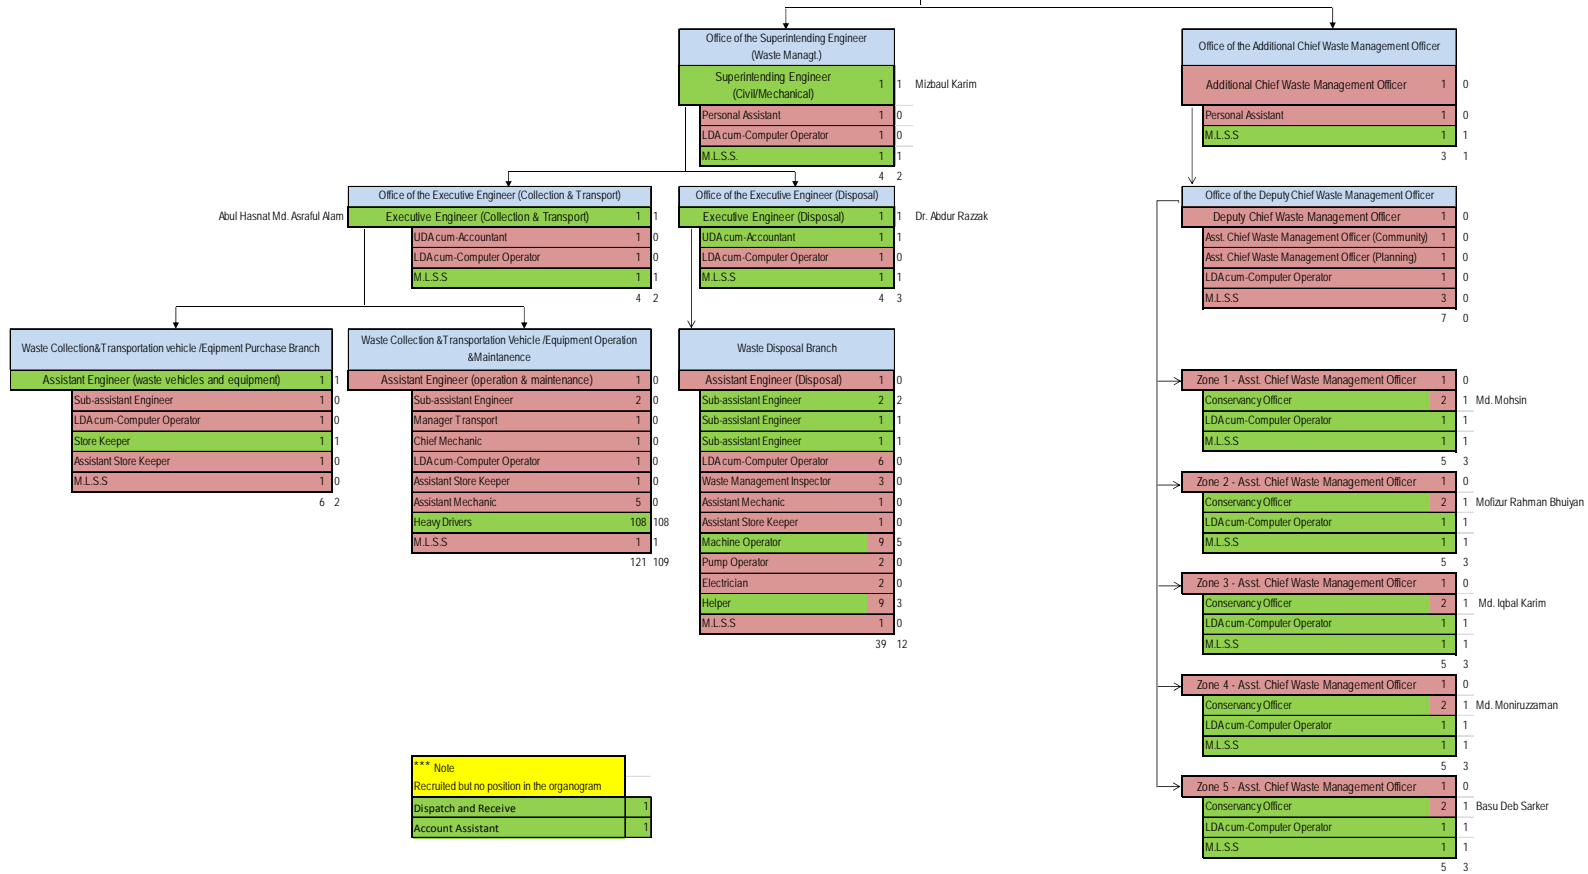 Office of the Superintending Engineer
(Waste Managt.)
Superintending Engineer
(Civil/Mechanical) 1 1 Mizbaul Karim
Personal Assistant 1 0
LDA cum-Computer Operator 1 0
M.L.S.S. 1 1
4 2
Office of the Additional Chief Waste Management Officer
Additional Chief Waste Management Officer 1 0
Personal Assistant 1 0
M.L.S.S 1 1
3 1
Office of the Executive Engineer (Collection & Transport)
Abul Hasnat Md. Asraful Alam Executive Engineer (Collection & Transport) 1 1
UDA cum-Accountant 1 0
LDA cum-Computer Operator 1 0
M.L.S.S 1 1
4 2
Office of the Executive Engineer (Disposal)
Executive Engineer (Disposal) 1 1 Dr. Abdur Razzak
UDA cum-Accountant 1 1
LDA cum-Computer Operator 1 0
M.L.S.S 1 1
4 3
Office of the Deputy Chief Waste Management Officer
Deputy Chief Waste Management Officer 1 0
Asst. Chief Waste Management Officer (Community) 1 0
Asst. Chief Waste Management Officer (Planning) 1 0
LDA cum-Computer Operator 1 0
M.L.S.S 3 0
7 0
Waste Collection&Transportation vehicle /Eqipment Purchase Branch
Assistant Engineer (waste vehicles and equipment) 1 1
Sub-assistant Engineer 1 0
LDA cum-Computer Operator 1 0
Store Keeper 1 1
Assistant Store Keeper 1 0
M.L.S.S 1 0
6 2
Waste Collection &Transportation Vehicle /Equipment Operation
&Maintanence
Assistant Engineer (operation & maintenance) 1 0
Sub-assistant Engineer 2 0
Manager Transport 1 0
Chief Mechanic 1 0
LDA cum-Computer Operator 1 0
Assistant Store Keeper 1 0
Assistant Mechanic 5 0
Heavy Drivers 108 108
M.L.S.S 1 1
121 109
Waste Disposal Branch
Assistant Engineer (Disposal) 1 0
Sub-assistant Engineer 2 2
Sub-assistant Engineer 1 1
Sub-assistant Engineer 1 1
LDA cum-Computer Operator 6 0
Waste Management Inspector 3 0
Assistant Mechanic 1 0
Assistant Store Keeper 1 0
Machine Operator 9 5
Pump Operator 2 0
Electrician 2 0
Helper 9 3
M.L.S.S 1 0
39 12
Zone 1 - Asst. Chief Waste Management Officer 1 0
Conservancy Officer 2 1 Md. Mohsin
LDA cum-Computer Operator 1 1
M.L.S.S 1 1
5 3
Zone 2 - Asst. Chief Waste Management Officer 1 0
Conservancy Officer 2 1 Mofizur Rahman Bhuiyan
LDA cum-Computer Operator 1 1
M.L.S.S 1 1
5 3
Zone 3 - Asst. Chief Waste Management Officer 1 0
Conservancy Officer 2 1 Md. Iqbal Karim
LDA cum-Computer Operator 1 1
M.L.S.S 1 1
5 3
Zone 4 - Asst. Chief Waste Management Officer 1 0
Conservancy Officer 2 1 Md. Moniruzzaman
LDA cum-Computer Operator 1 1
M.L.S.S 1 1
5 3
Zone 5 - Asst. Chief Waste Management Officer 1 0
Conservancy Officer 2 1 Basu Deb Sarker
LDA cum-Computer Operator 1 1
M.L.S.S 1 1
5 3
*** Note
Recruited but no position in the organogram
Dispatch and Receive 1
Account Assistant 1